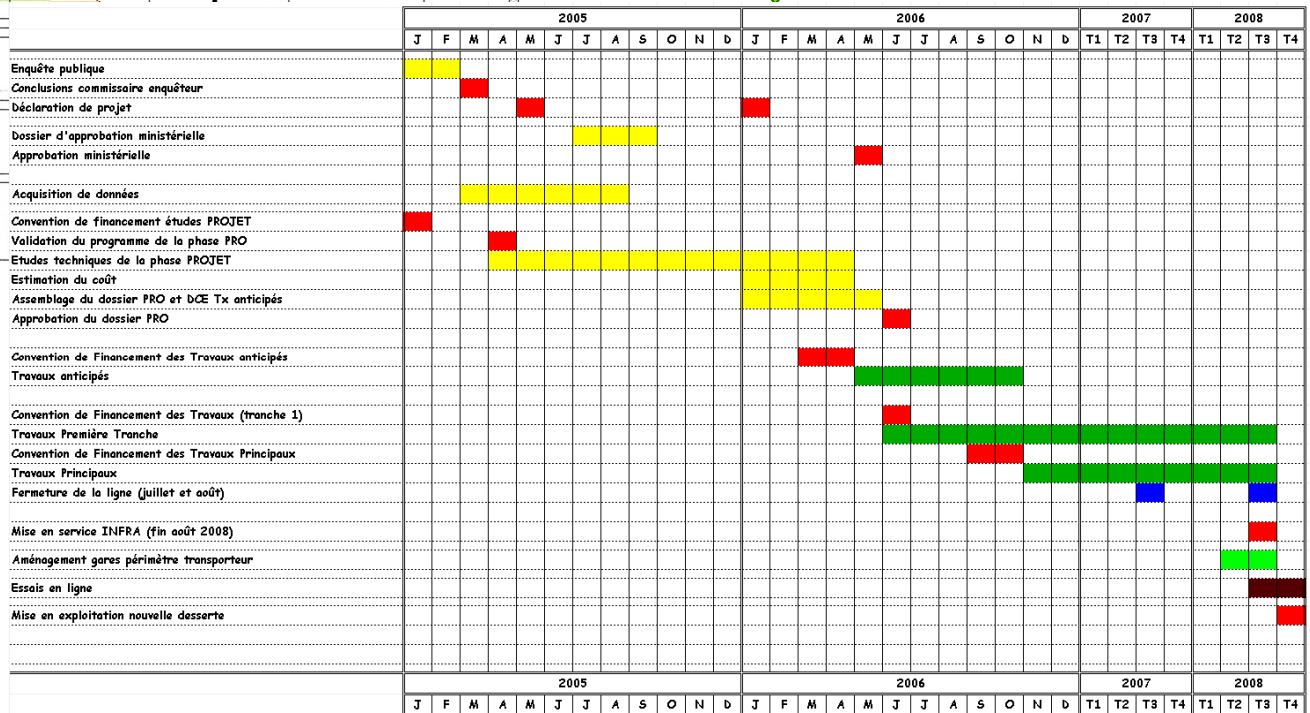 2005 2006 2007 2008
J F M A M J J A S O N D J F M A M J J A S O N D T1 T2 T3 T4 T1 T2 T3 T4
Enquête publique
Conclusions commissaire enquêteur
Déclaration de projet
Dossier d'approbation ministérielle
Approbation ministérielle
Acquisition de données
Convention de financement études PROJET
Validation du programme de la phase PRO
Etudes techniques de la phase PROJET
Estimation du coût
Assemblage du dossier PRO et DCE Tx anticipés
Approbation du dossier PRO
Convention de Financement des Travaux anticipés
Travaux anticipés
Convention de Financement des Travaux (tranche 1)
Travaux Première Tranche
Convention de Financement des Travaux Principaux
Travaux Principaux
Fermeture de la ligne (juillet et août)
Mise en service INFRA (fin août 2008)
Aménagement gares périmètre transporteur
Essais en ligne
Mise en exploitation nouvelle desserte
2005 2006 2007 2008
J F M A M J J A S O N D J F M A M J J A S O N D T1 T2 T3 T4 T1 T2 T3 T4